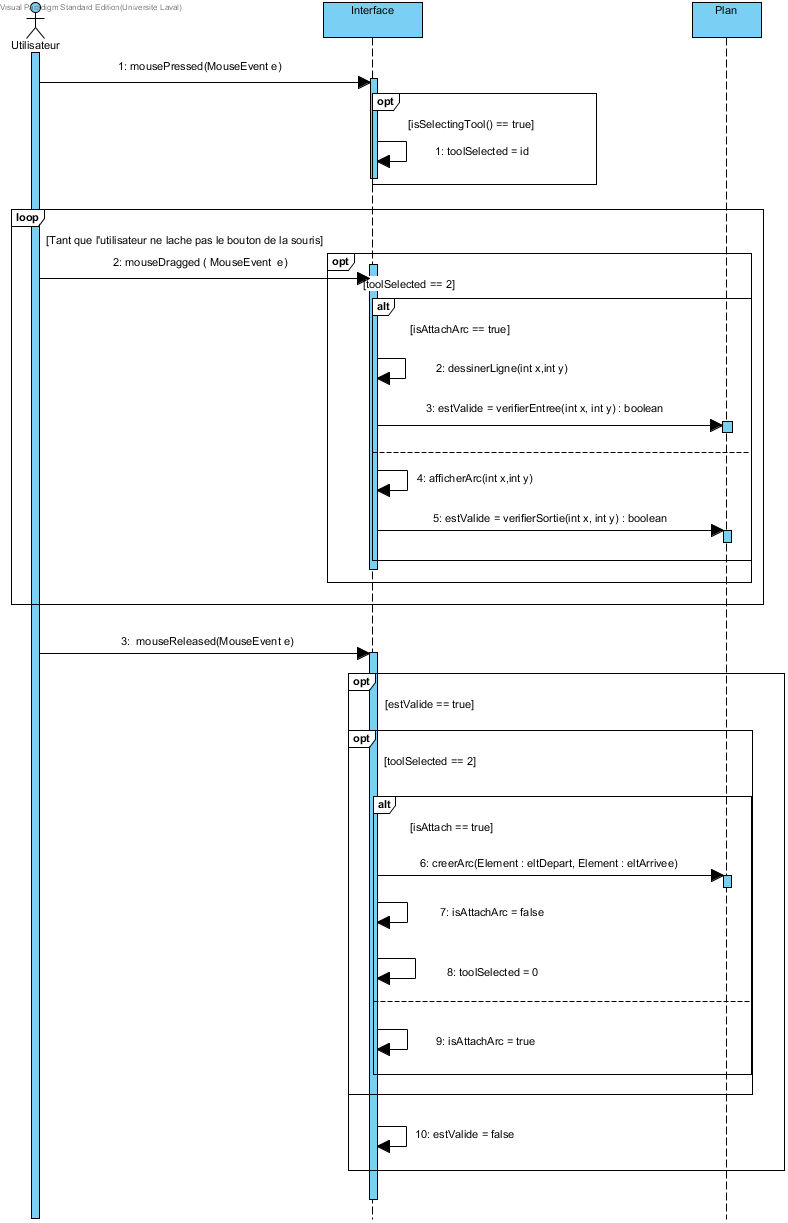 Visual Paradigm Standard Edition(Universite Laval)
Interface
Plan
Utilisateur
1: mousePressed(MouseEvent e)
opt
[isSelectingTool() == true]
1: toolSelected = id
loop
[Tant que l'utilisateur ne lache pas le bouton de la souris]
2: mouseDragged ( MouseEvent e)
opt
[toolSelected == 2]
alt
[isAttachArc == true]
2: dessinerLigne(int x,int y)
3: estValide = verifierEntree(int x, int y) : boolean
4: afficherArc(int x,int y)
5: estValide = verifierSortie(int x, int y) : boolean
3: mouseReleased(MouseEvent e)
opt
[estValide == true]
opt
[toolSelected == 2]
alt
[isAttach == true]
6: creerArc(Element : eltDepart, Element : eltArrivee)
7: isAttachArc = false
8: toolSelected = 0
9: isAttachArc = true
10: estValide = false